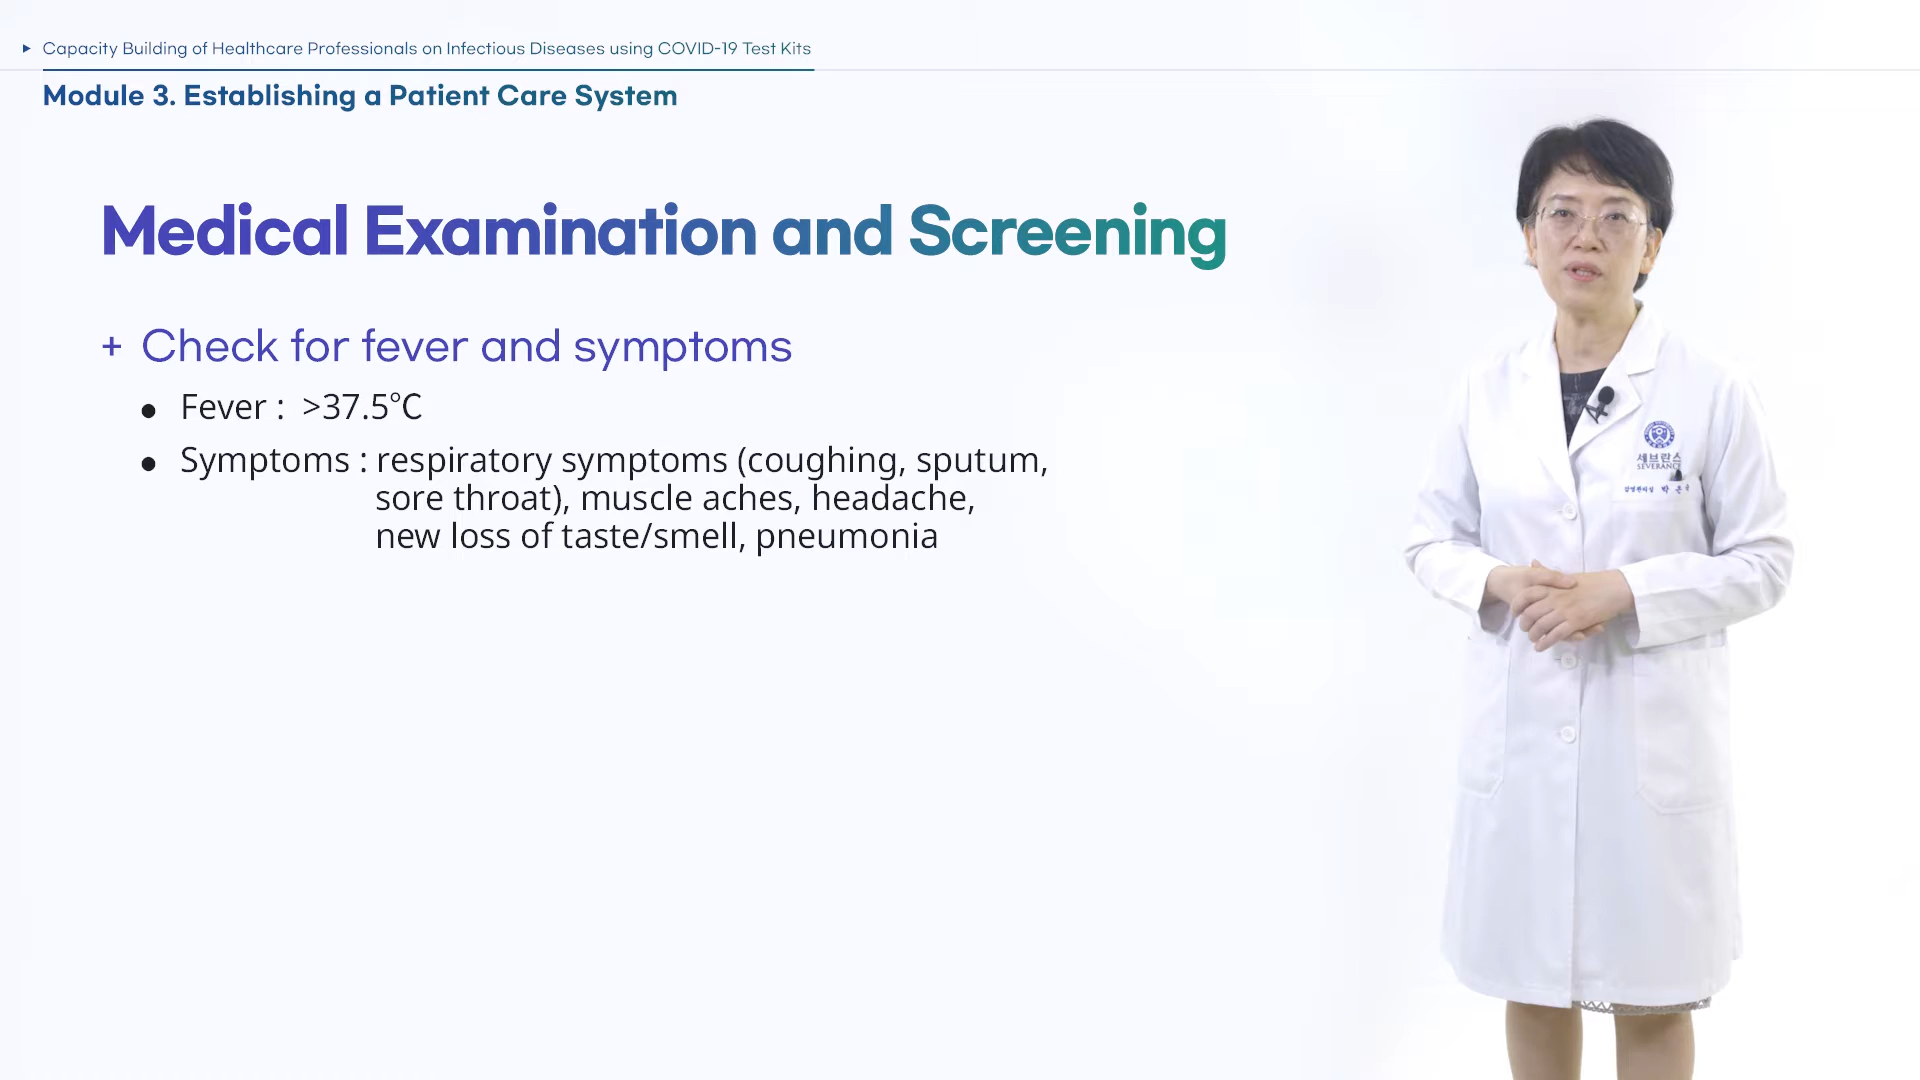 ▶ Capacity Building of Healthcare Professionals on Infectious Diseases using COVID-19 Test Kits
Module 3. Establishing a Patient Care System
Medical Examination and Screening
+ Check for fever and symptoms
● Fever : >37.5℃
● Symptoms : respiratory symptoms (coughing, sputum,
sore throat), muscle aches, headache,
new loss of taste/smell, pneumonia
세브란스
SEVERANCE